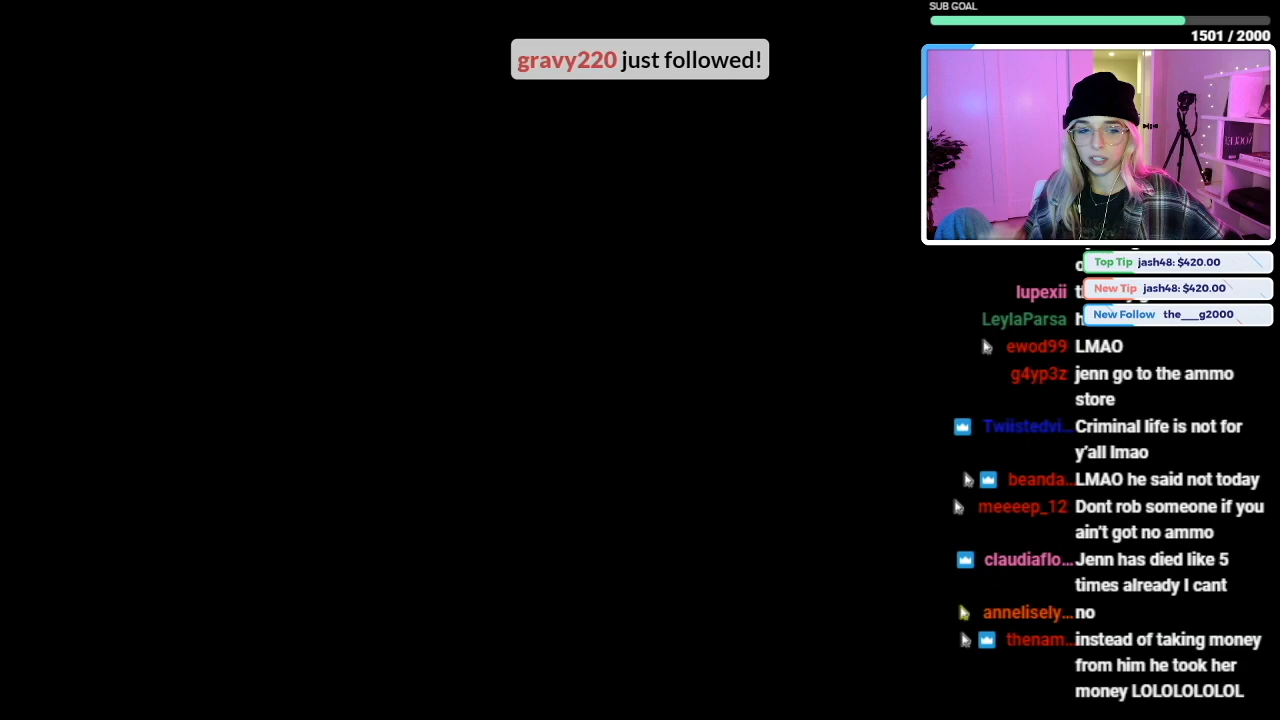 SUB GOAL
1501 / 2000
gravy220 just followed!
Top Tip jash48: $420.00
New Tip jash48: $420.00
New Follow the___g2000
lupexii
LeylaParsa
ewod99 LMAO
g4yp3z jenn go to the ammo
store
Twiistedvi... Criminal life is not for
y'all lmao
beanda... LMAO he said not today
meeeep_12 Dont rob someone if you
ain't got no ammo
claudiaflo... Jenn has died like 5
times already I cant
annelisely... no
thenam... instead of taking money
from him he took her
money LOLOLOLOLOL